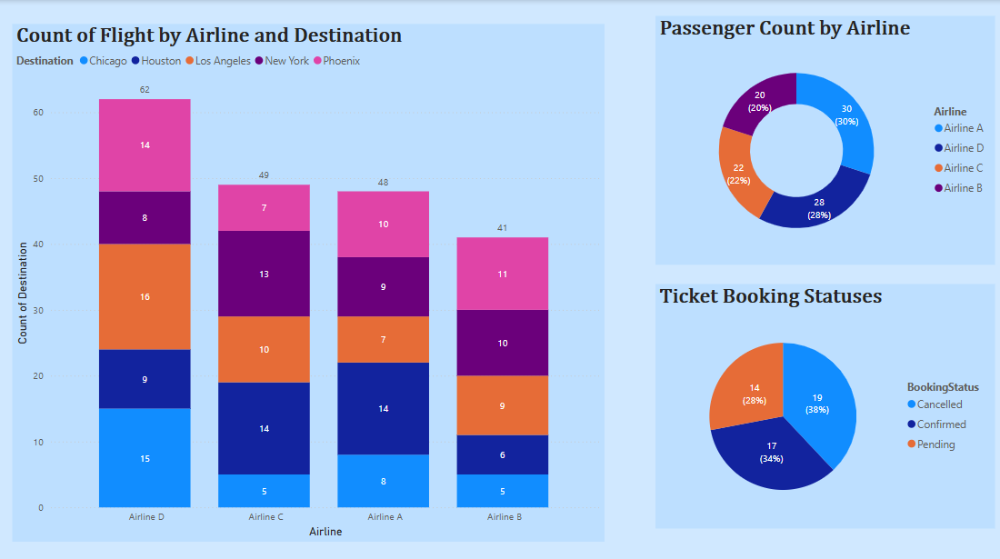 Count of Flight by Airline and Destination
Destination Chicago Houston Los Angeles New York Phoenix
Count of Destination
60
50
40
30
20
10
0
62
14
8
16
9
15
49
7
13
10
14
5
48
10
9
7
14
8
41
11
10
9
6
5
Airline D Airline C Airline A Airline B
Airline
Passenger Count by Airline
30
(30%)
28
(28%)
22
(22%)
20
(20%)
Airline
Airline A
Airline D
Airline C
Airline B
Ticket Booking Statuses
19
(38%)
17
(34%)
14
(28%)
BookingStatus
Cancelled
Confirmed
Pending